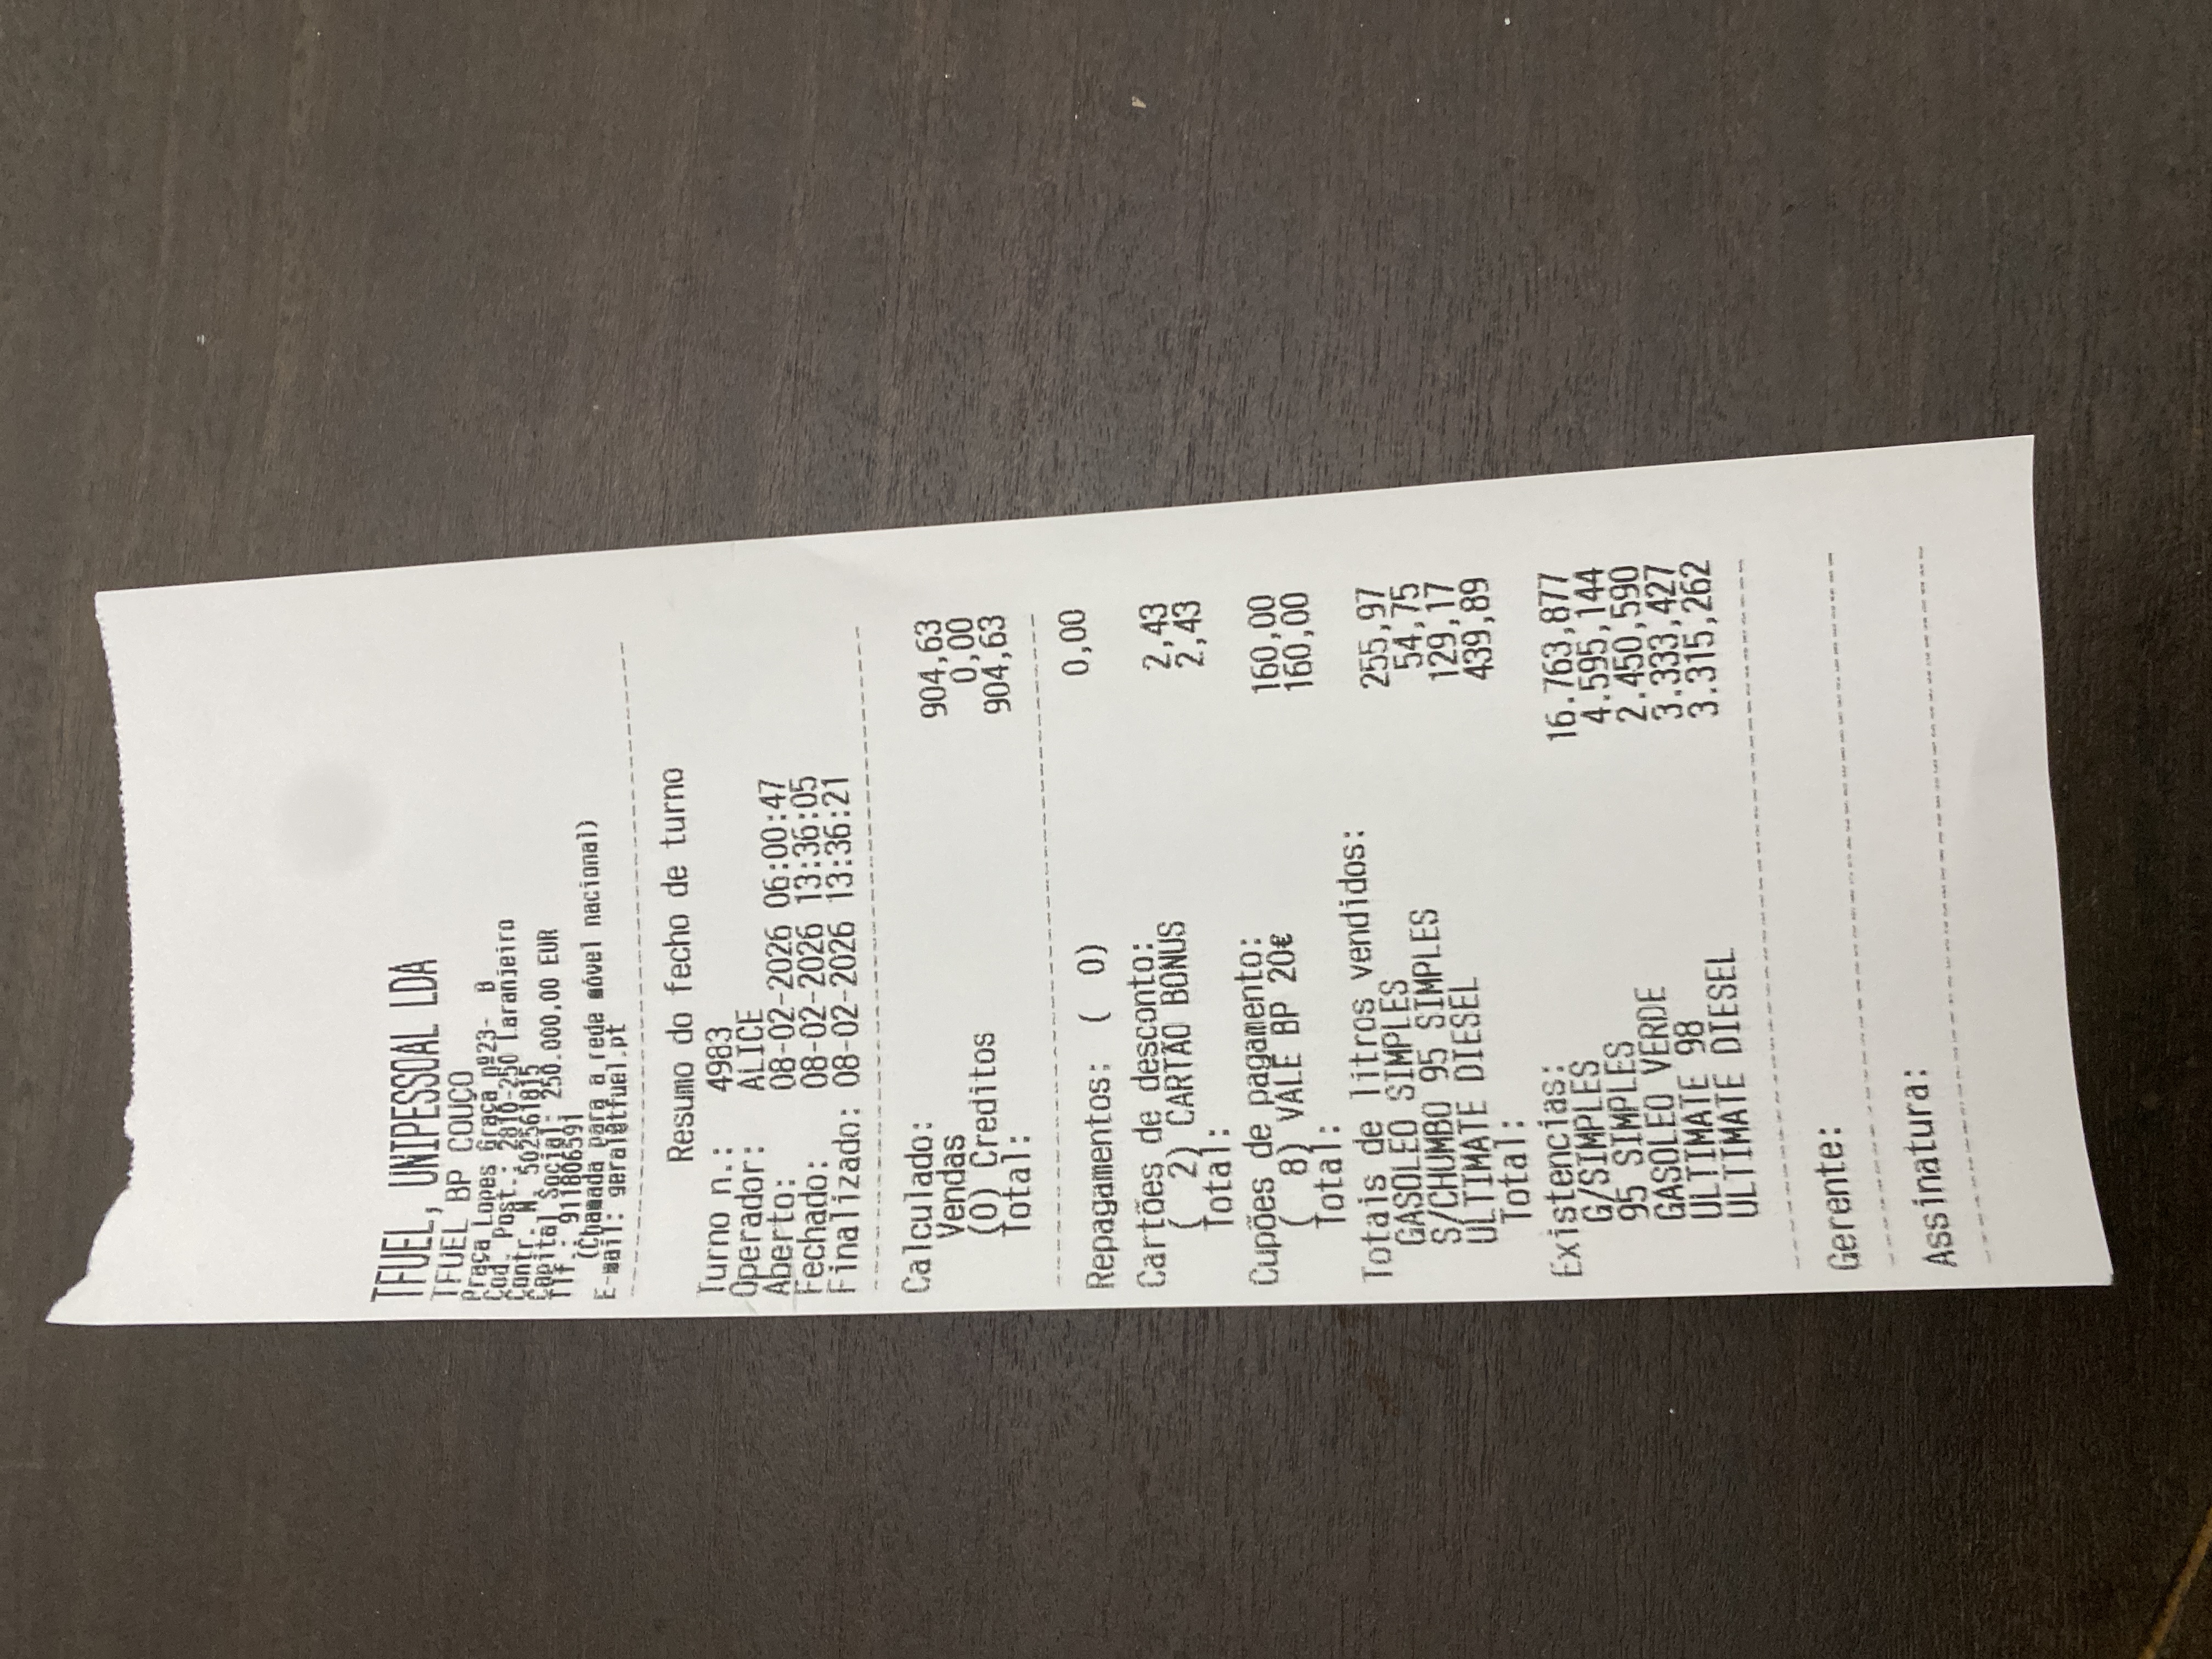 TFUEL, UNIPESSOAL LDA
TFUEL BP COUÇO
Praça Lopes Graça nº23- B
Cod. Post.: 2810-250 Laranjeiro
Contr. N 502561815
Capital Social: 250.000,00 EUR
Tlf.: 911806591
(Chamada para a rede móvel nacional)
E-mail: geral@tfuel.pt
Resumo do fecho de turno
Turno n.: 4983
Operador: ALICE
Aberto: 08-02-2026 06:00:47
Fechado: 08-02-2026 13:36:05
Finalizado: 08-02-2026 13:36:21
Calculado:
Vendas 904,63
(0) Creditos 0,00
Total: 904,63
Repagamentos: ( 0) 0,00
Cartões de desconto:
( 2) CARTÃO BONUS 2,43
Total: 2,43
Cupões de pagamento:
( 8) VALE BP 20€ 160,00
Total: 160,00
Totais de litros vendidos:
GASOLEO SIMPLES 255,97
S/CHUMBO 95 SIMPLES 54,75
ULTIMATE DIESEL 129,17
Total: 439,89
Existencias:
G/SIMPLES 16.763,877
95 SIMPLES 4.595,144
GASOLEO VERDE 2.450,590
ULTIMATE 98 3.333,427
ULTIMATE DIESEL 3.315,262
Gerente:
Assinatura: